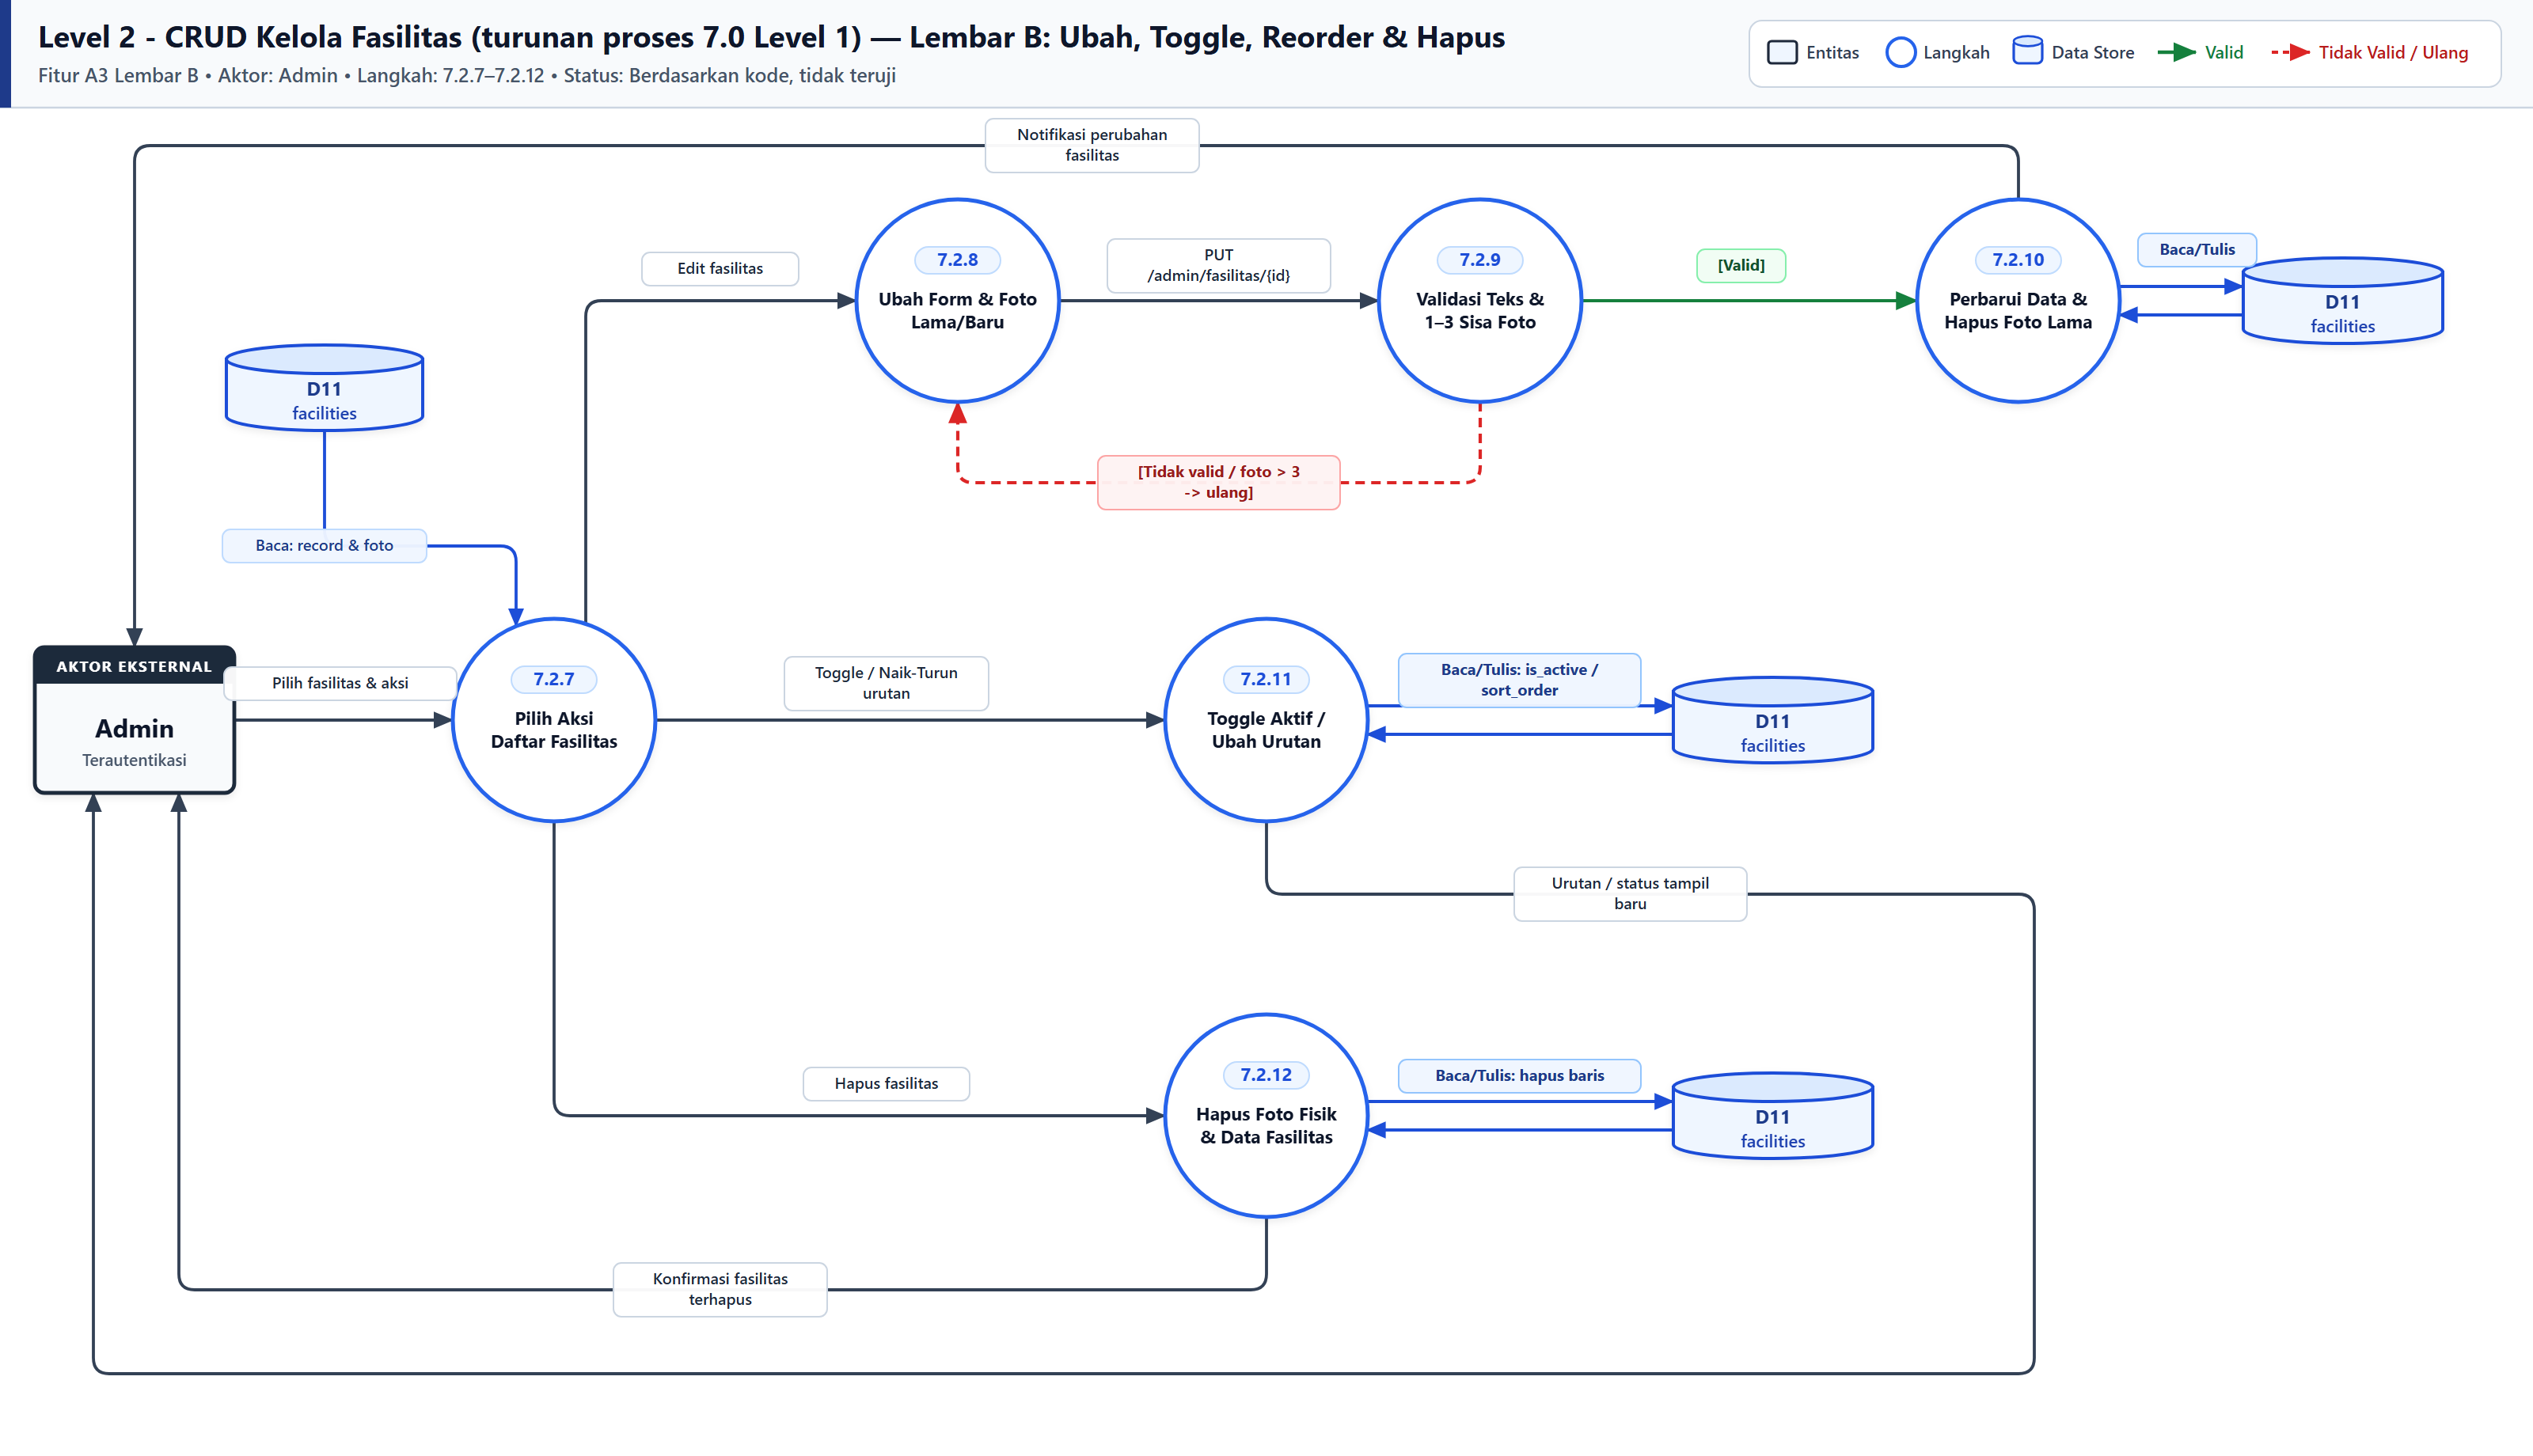 Level 2 - CRUD Kelola Fasilitas (turunan proses 7.0 Level 1) — Lembar B: Ubah, Toggle, Reorder & Hapus
Fitur A3 Lembar B • Aktor: Admin • Langkah: 7.2.7–7.2.12 • Status: Berdasarkan kode, tidak teruji
Entitas
Langkah
Data Store
Valid
Tidak Valid / Ulang
Notifikasi perubahan
fasilitas
Edit fasilitas
7.2.8
Ubah Form & Foto
Lama/Baru
PUT
/admin/fasilitas/{id}
7.2.9
Validasi Teks &
1–3 Sisa Foto
[Valid]
7.2.10
Perbarui Data &
Hapus Foto Lama
Baca/Tulis
D11
facilities
D11
facilities
[Tidak valid / foto > 3
-> ulang]
Baca: record & foto
AKTOR EKSTERNAL
Admin
Terautentikasi
Pilih fasilitas & aksi
7.2.7
Pilih Aksi
Daftar Fasilitas
Toggle / Naik-Turun
urutan
7.2.11
Toggle Aktif /
Ubah Urutan
Baca/Tulis: is_active /
sort_order
D11
facilities
Urutan / status tampil
baru
Hapus fasilitas
7.2.12
Hapus Foto Fisik
& Data Fasilitas
Baca/Tulis: hapus baris
D11
facilities
Konfirmasi fasilitas
terhapus